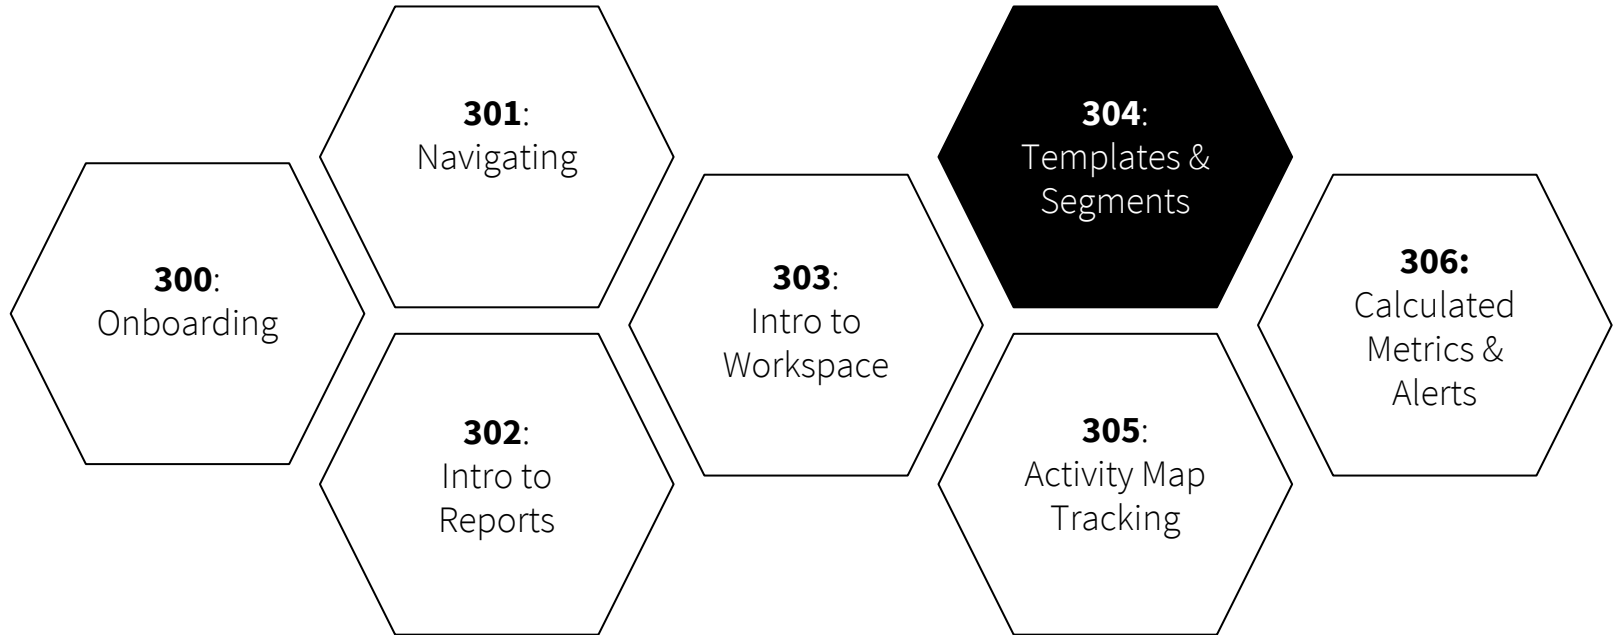 300:
Onboarding
301:
Navigating
302:
Intro to
Reports
303:
Intro to
Workspace
304:
Templates &
Segments
305:
Activity Map
Tracking
306:
Calculated
Metrics &
Alerts